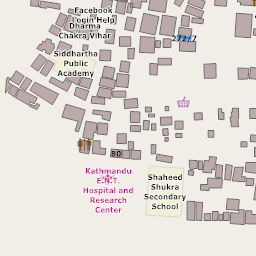 Facebook
Login Help
Dharma
Chakra Vihar
Siddhartha
Public
Academy
80
Kathmandu
E.N.T.
Hospital and
Research
Center
Shaheed
Shukra
Secondary
School